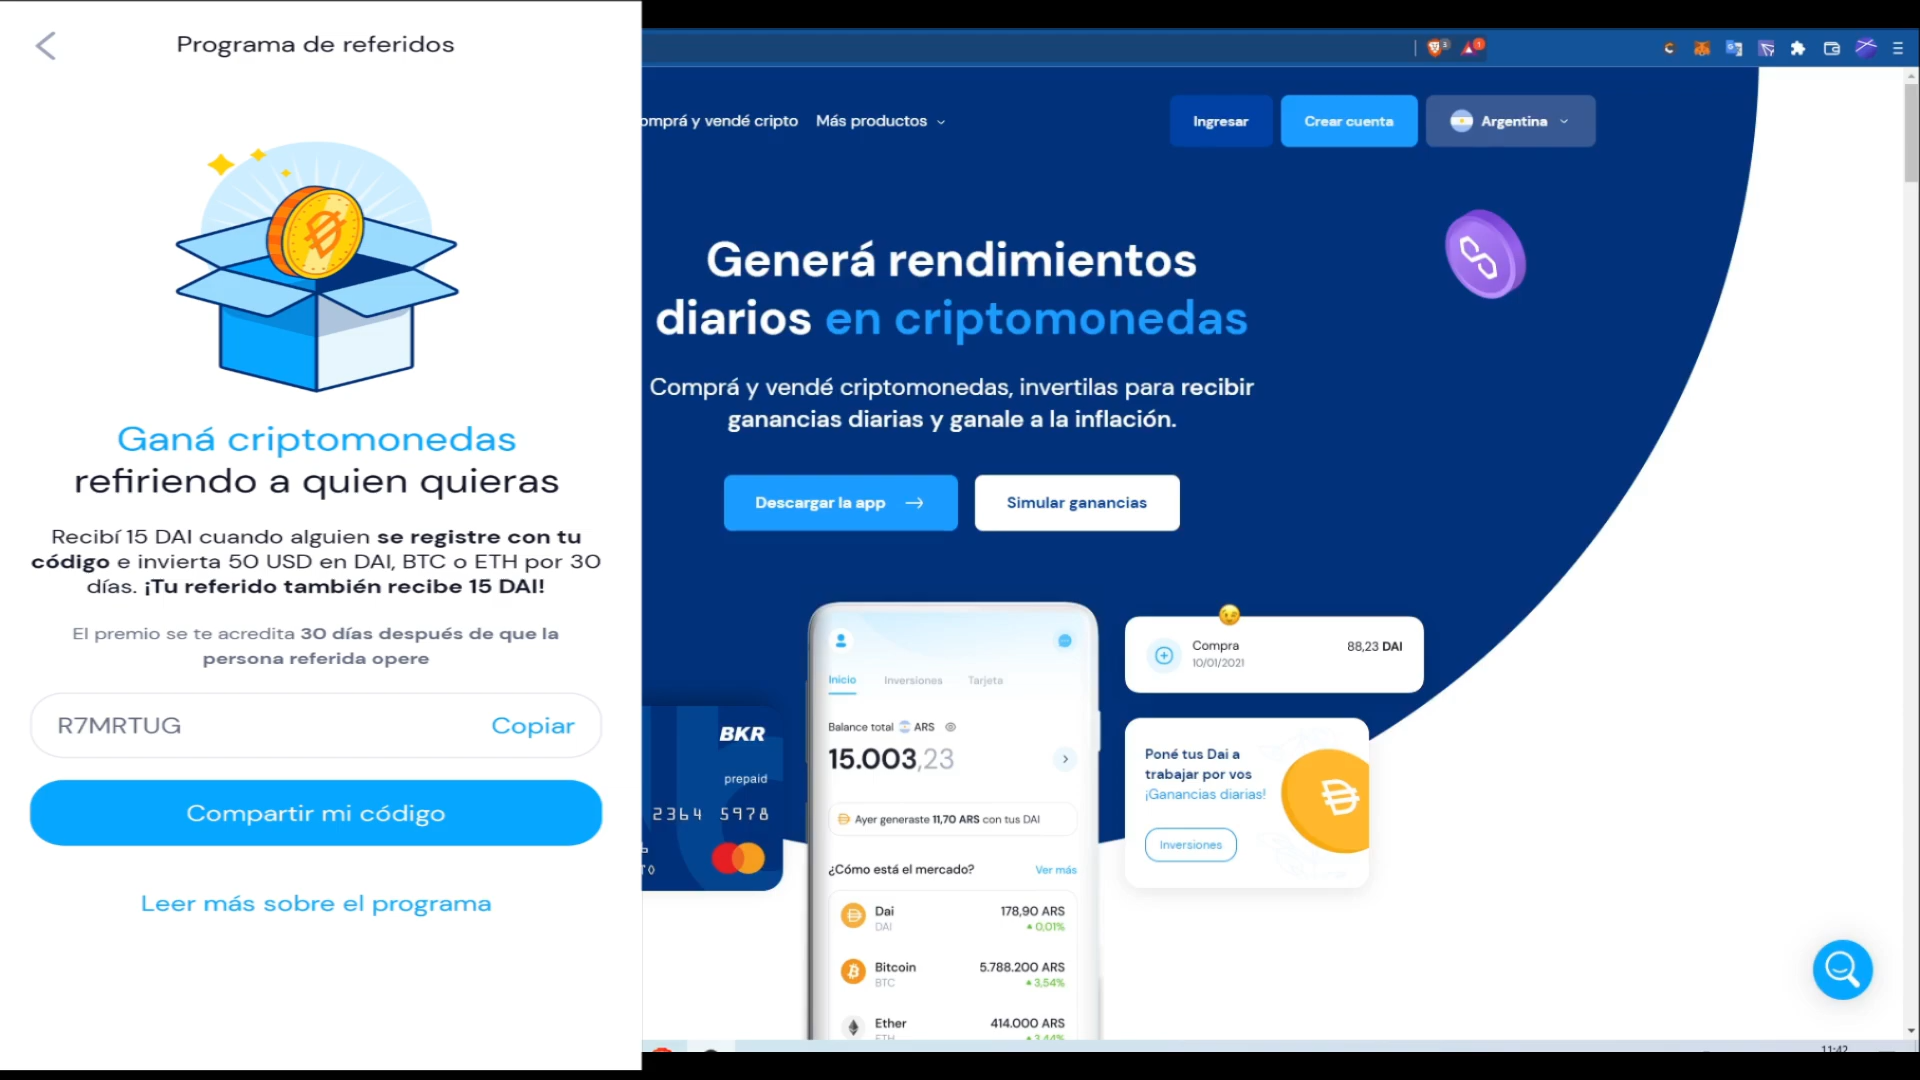 Programa de referidos
Ganá criptomonedas
refiriendo a quien quieras
Recibí 15 DAI cuando alguien se registre con tu
código e invierta 50 USD en DAI, BTC o ETH por 30
días. ¡Tu referido también recibe 15 DAI!
El premio se te acredita 30 días después de que la
persona referida opere
R7MRTUG
Copiar
Compartir mi código
Leer más sobre el programa
omprá y vendé cripto
Más productos
Ingresar
Crear cuenta
Argentina
Generá rendimientos
diarios en criptomonedas
Comprá y vendé criptomonedas, invertilas para recibir
ganancias diarias y ganale a la inflación.
Descargar la app
Simular ganancias
BKR
prepaid
2364 5978
Inicio
Inversiones
Tarjeta
Balance total ARS
15.003,23
Ayer generaste 11,70 ARS con tus DAI
¿Cómo está el mercado?
Ver más
Dai
178,90 ARS
DAI
0,01%
Bitcoin
5.788.200 ARS
BTC
3,54%
Ether
414.000 ARS
ETH
3,44%
Compra
88,23 DAI
10/01/2021
Poné tus Dai a
trabajar por vos
¡Ganancias diarias!
Inversiones
11:42